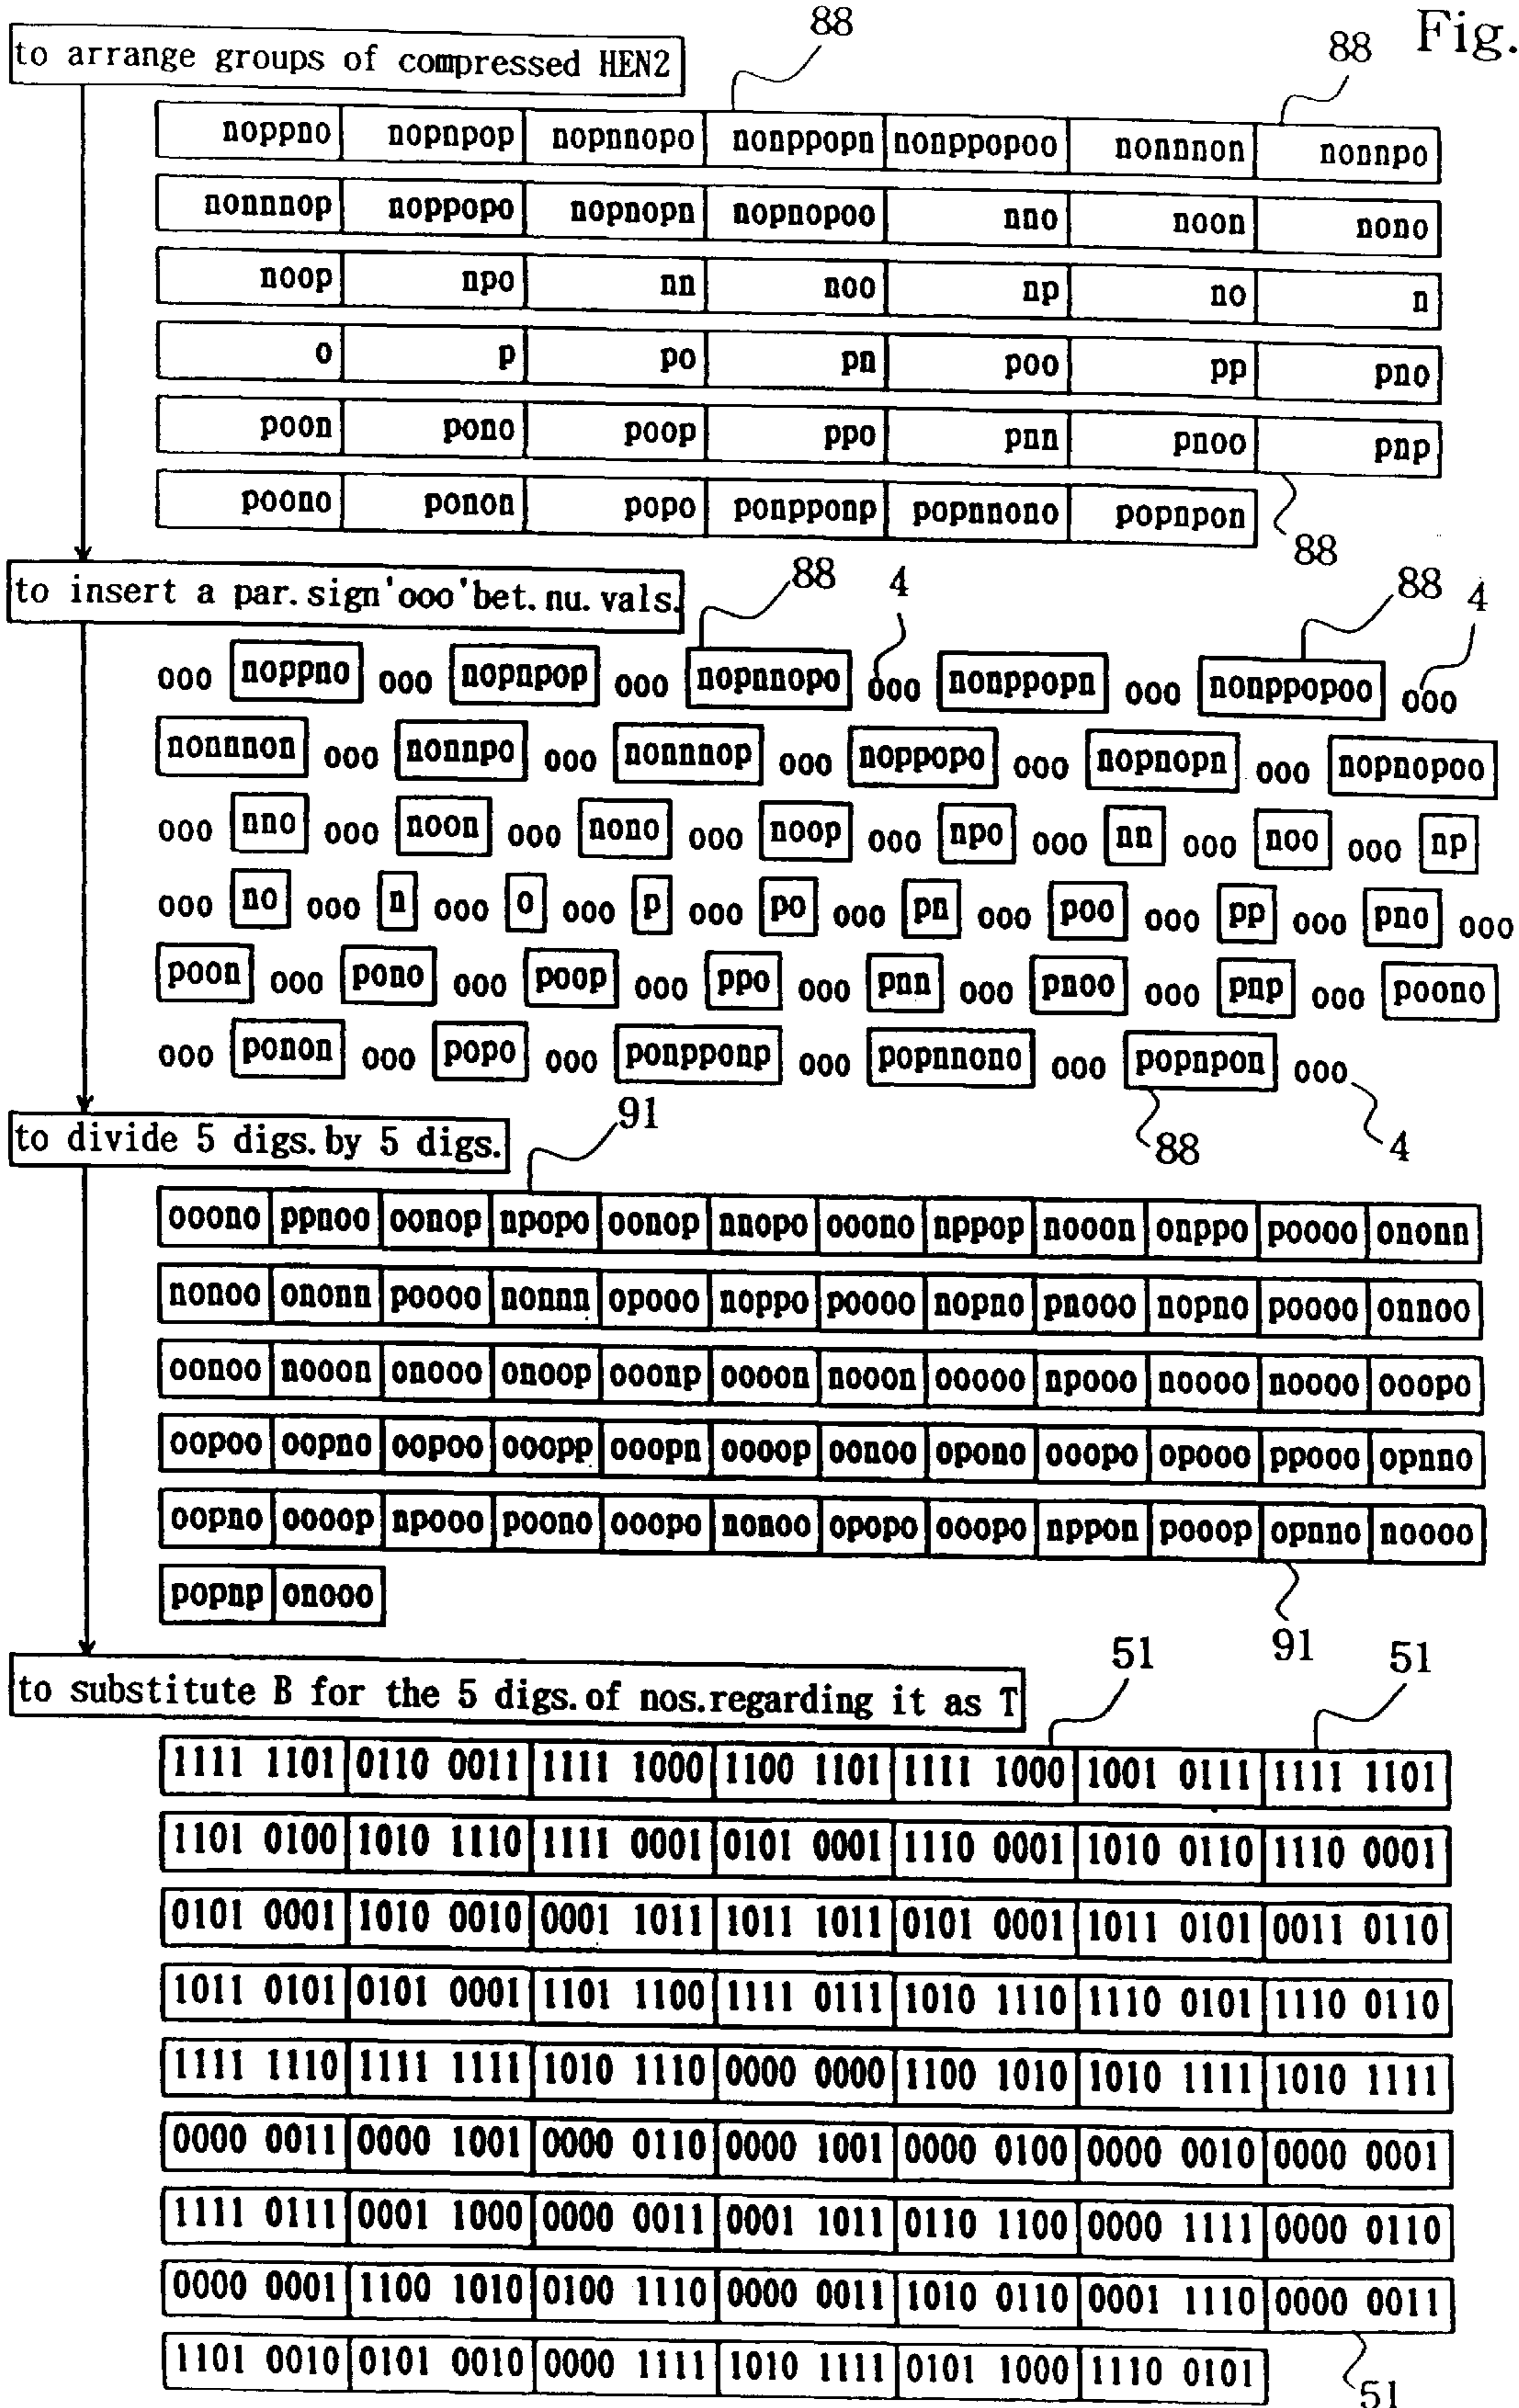 88
88
Fig.
to arrange groups of compressed HEN2
noppno nopnpop nopnnopo nonppopn nonppopoo nonnnon nonnpo
nonnnop noppopo nopnopn nopnopoo nno noon nono
noop npo nn noo np no n
o p po pn poo pp pno
poon pono poop ppo pnn pnoo pnp
poono ponon popo ponpponp popnnono popnpon
88
to insert a par.sign'ooo'bet.nu.vals.
88 4 88 4
ooo noppno ooo nopnpop ooo nopnnopo ooo nonppopn ooo nonppopoo ooo
nonnnon ooo nonnpo ooo nonnnop ooo noppopo ooo nopnopn ooo nopnopoo
ooo nno ooo noon ooo nono ooo noop ooo npo ooo nn ooo noo ooo np
ooo no ooo n ooo o ooo p ooo po ooo pn ooo poo ooo pp ooo pno ooo
poon ooo pono ooo poop ooo ppo ooo pnn ooo pnoo ooo pnp ooo poono
ooo ponon ooo popo ooo ponpponp ooo popnnono ooo popnpon ooo
91
88
4
to divide 5 digs.by 5 digs.
ooono ppnoo oonop npopo oonop nnopo ooono nppop nooon onppo poooo ononn
nonoo ononn poooo nonnn opooo noppo poooo nopno pnooo nopno poooo onnoo
oonoo nooon onooo onoop ooonp oooon nooon ooooo npooo noooo noooo ooopo
oopoo oopno oopoo ooopp ooopn oooop oonoo opono ooopo opooo ppooo opnno
oopno oooop npooo poono ooopo nonoo opopo ooopo nppon pooop opnno noooo
popnp onooo
91
51
51
to substitute B for the 5 digs.of nos.regarding it as T
1111 1101 0110 0011 1111 1000 1100 1101 1111 1000 1001 0111 1111 1101
1101 0100 1010 1110 1111 0001 0101 0001 1110 0001 1010 0110 1110 0001
0101 0001 1010 0010 0001 1011 1011 1011 0101 0001 1011 0101 0011 0110
1011 0101 0101 0001 1101 1100 1111 0111 1010 1110 1110 0101 1110 0110
1111 1110 1111 1111 1010 1110 0000 0000 1100 1010 1010 1111 1010 1111
0000 0011 0000 1001 0000 0110 0000 1001 0000 0100 0000 0010 0000 0001
1111 0111 0001 1000 0000 0011 0001 1011 0110 1100 0000 1111 0000 0110
0000 0001 1100 1010 0100 1110 0000 0011 1010 0110 0001 1110 0000 0011
1101 0010 0101 0010 0000 1111 1010 1111 0101 1000 1110 0101
51